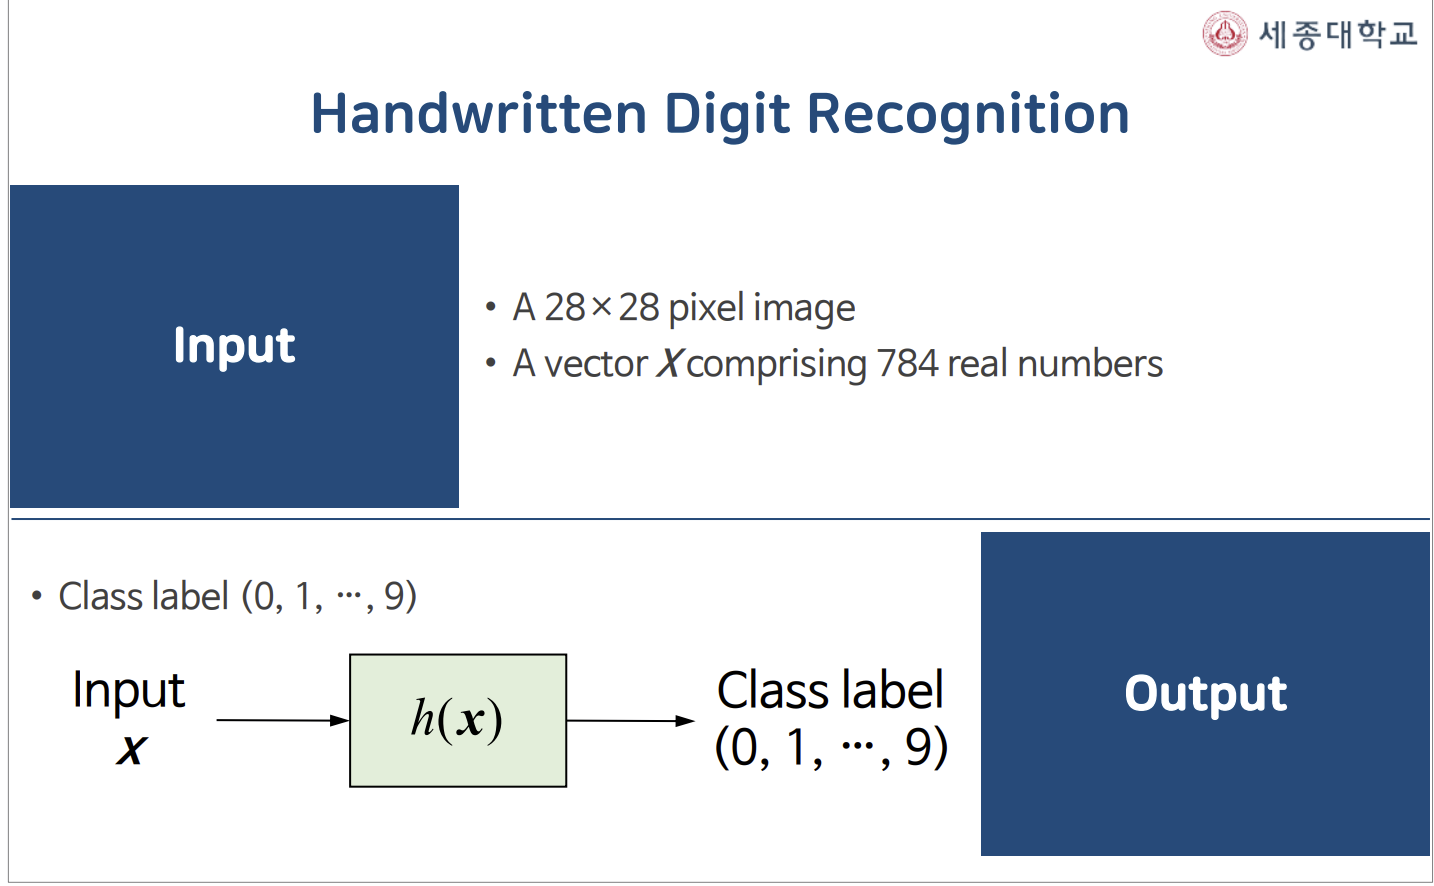 세종대학교
Handwritten Digit Recognition
Input
• A 28×28 pixel image
• A vector x comprising 784 real numbers
• Class label (0, 1, ⋯, 9)
Input
x
h(x)
Class label
(0, 1, ⋯, 9)
Output